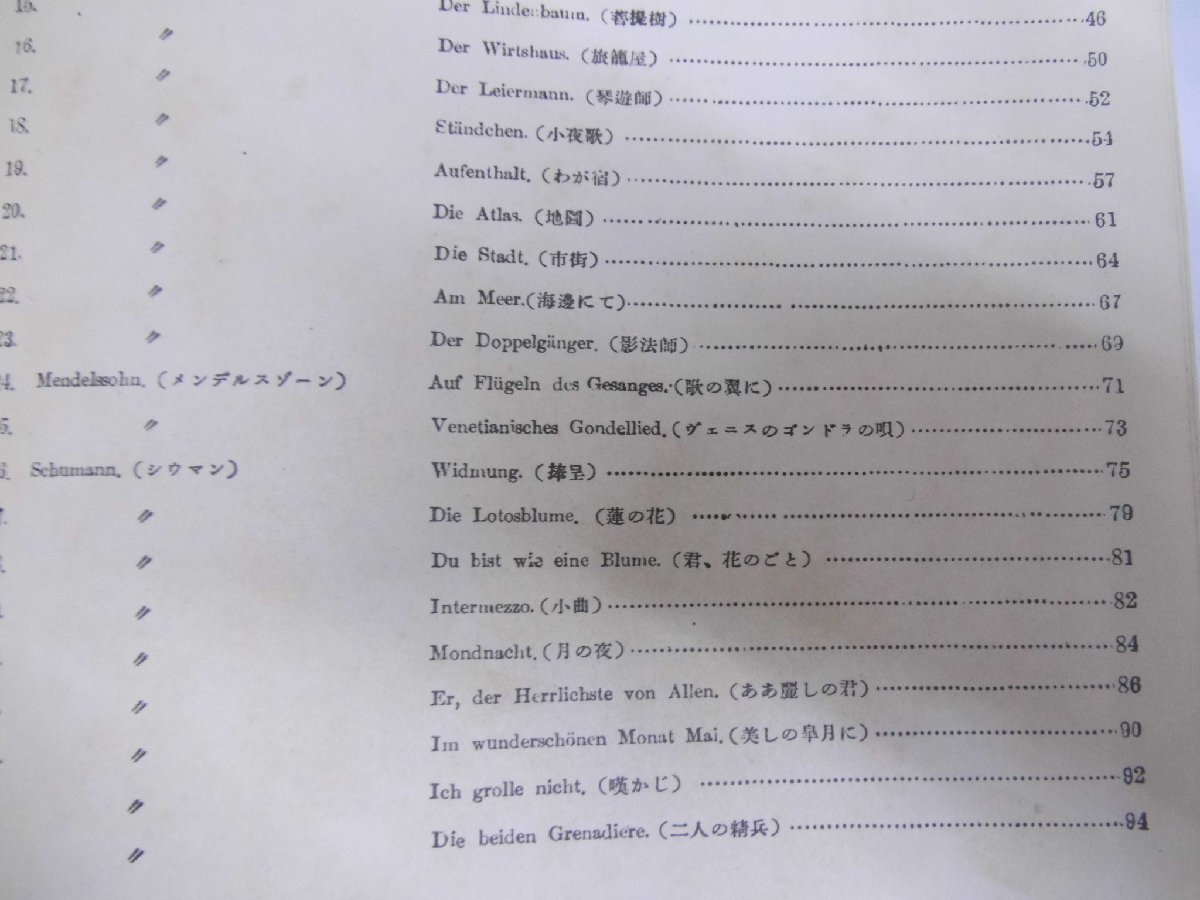 15. Der Lindenbaum. (菩提樹) 46
16. 〃 Der Wirtshaus. (旅籠屋) 50
17. 〃 Der Leiermann. (琴遊師) 52
18. 〃 Ständchen. (小夜歌) 54
19. 〃 Aufenthalt. (わが宿) 57
20. 〃 Die Atlas. (地圖) 61
21. 〃 Die Stadt. (市街) 64
22. 〃 Am Meer. (海邊にて) 67
23. 〃 Der Doppelgänger. (影法師) 69
4. Mendelssohn. (メンデルスゾーン) Auf Flügeln des Gesanges. (歌の翼に) 71
5. 〃 Venetianisches Gondellied. (ヴェニスのゴンドラの唄) 73
6. Schumann. (シウマン) Widmung. (捧呈) 75
7. 〃 Die Lotosblume. (蓮の花) 79
〃 Du bist wie eine Blume. (君、花のごと) 81
〃 Intermezzo. (小曲) 82
〃 Mondnacht. (月の夜) 84
〃 Er, der Herrlichste von Allen. (ああ麗しの君) 86
〃 Im wunderschönen Monat Mai. (美しの皐月に) 90
〃 Ich grolle nicht. (嘆かじ) 92
〃 Die beiden Grenadiere. (二人の精兵) 94